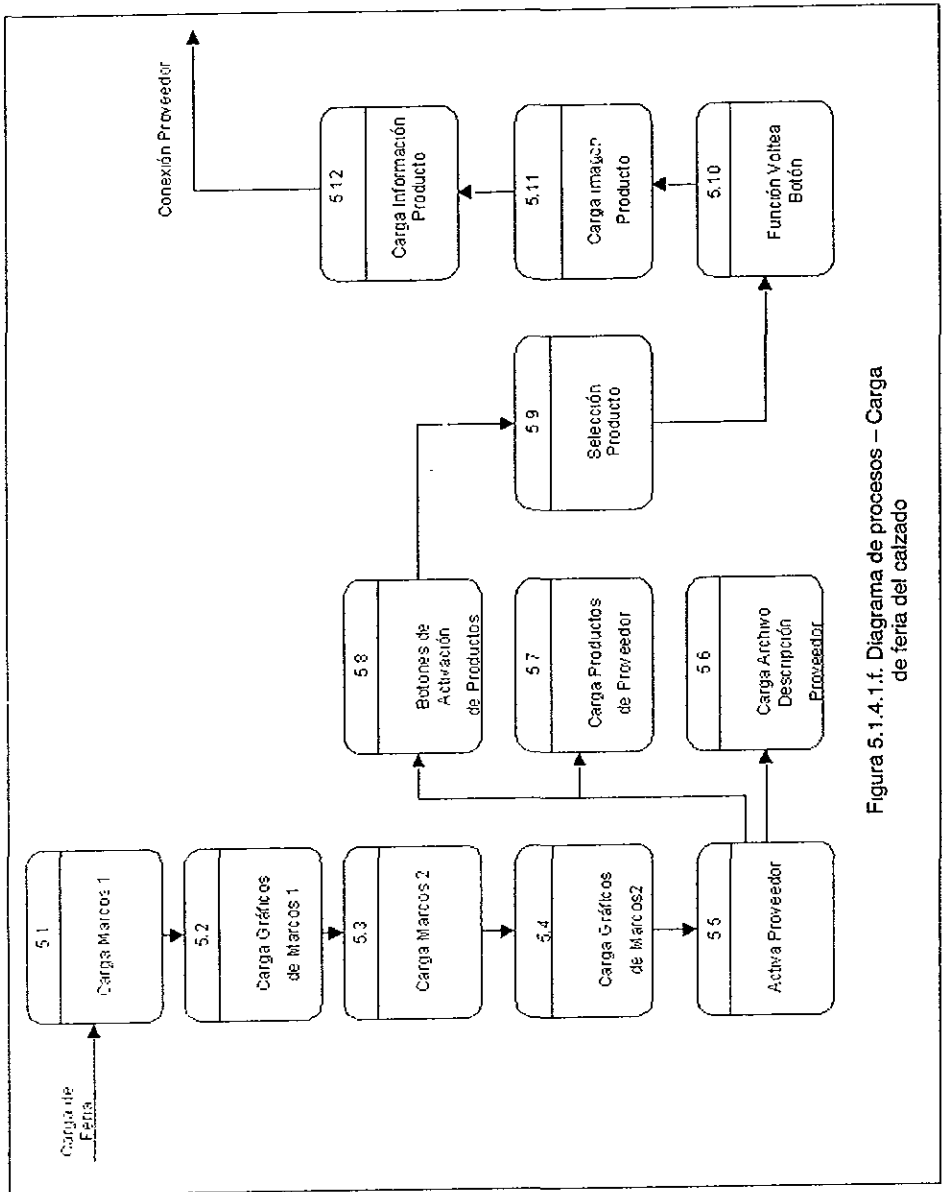 Carga de
Feria
5.1
Carga Marcos 1
5.2
Carga Gráficos
de Marcos 1
5.3
Carga Marcos 2
5.4
Carga Gráficos
de Marcos2
5.5
Activa Proveedor
5.6
Carga Archivo
Descripción
Proveedor
5.7
Carga Productos
de Proveedor
5.8
Botones de
Activación
de Productos
5.9
Selección
Producto
5.10
Función Voltea
Botón
5.11
Carga Imagen
Producto
5.12
Carga Información
Producto
Conexión Proveedor
Figura 5.1.4.1.f. Diagrama de procesos – Carga
de feria del calzado